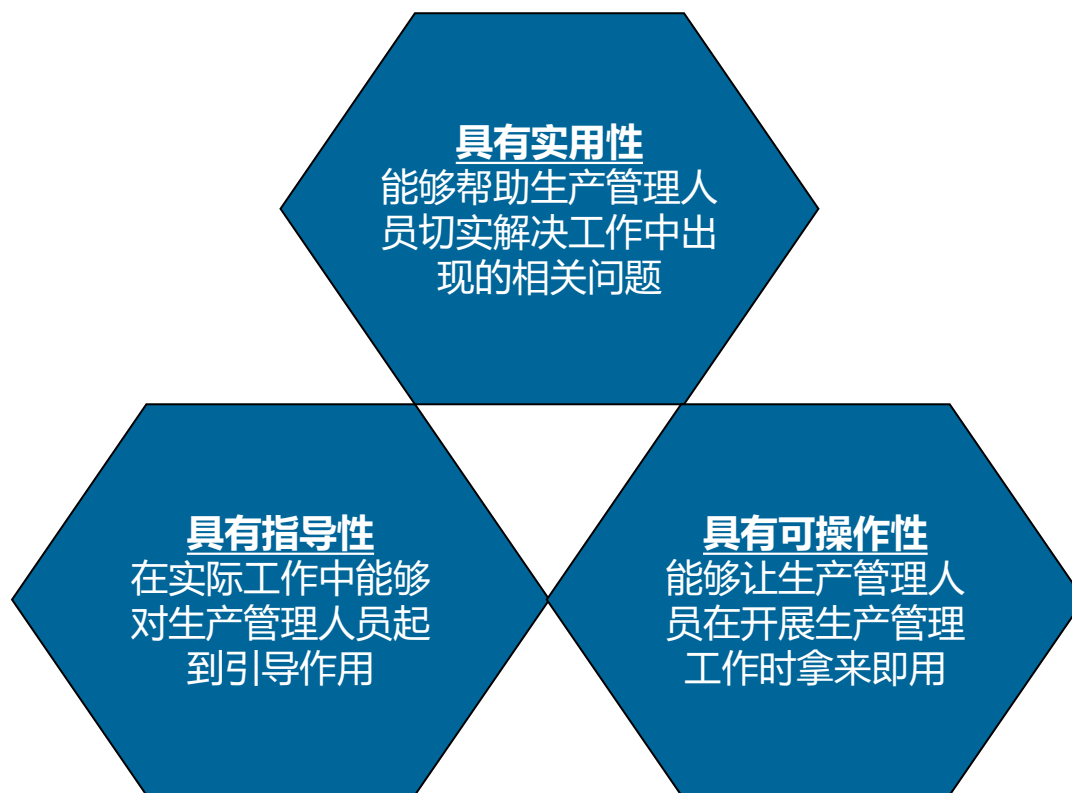 具有实用性
能够帮助生产管理人
员切实解决工作中出
现的相关问题
具有指导性
在实际工作中能够
对生产管理人员起
到引导作用
具有可操作性
能够让生产管理人
员在开展生产管理
工作时拿来即用